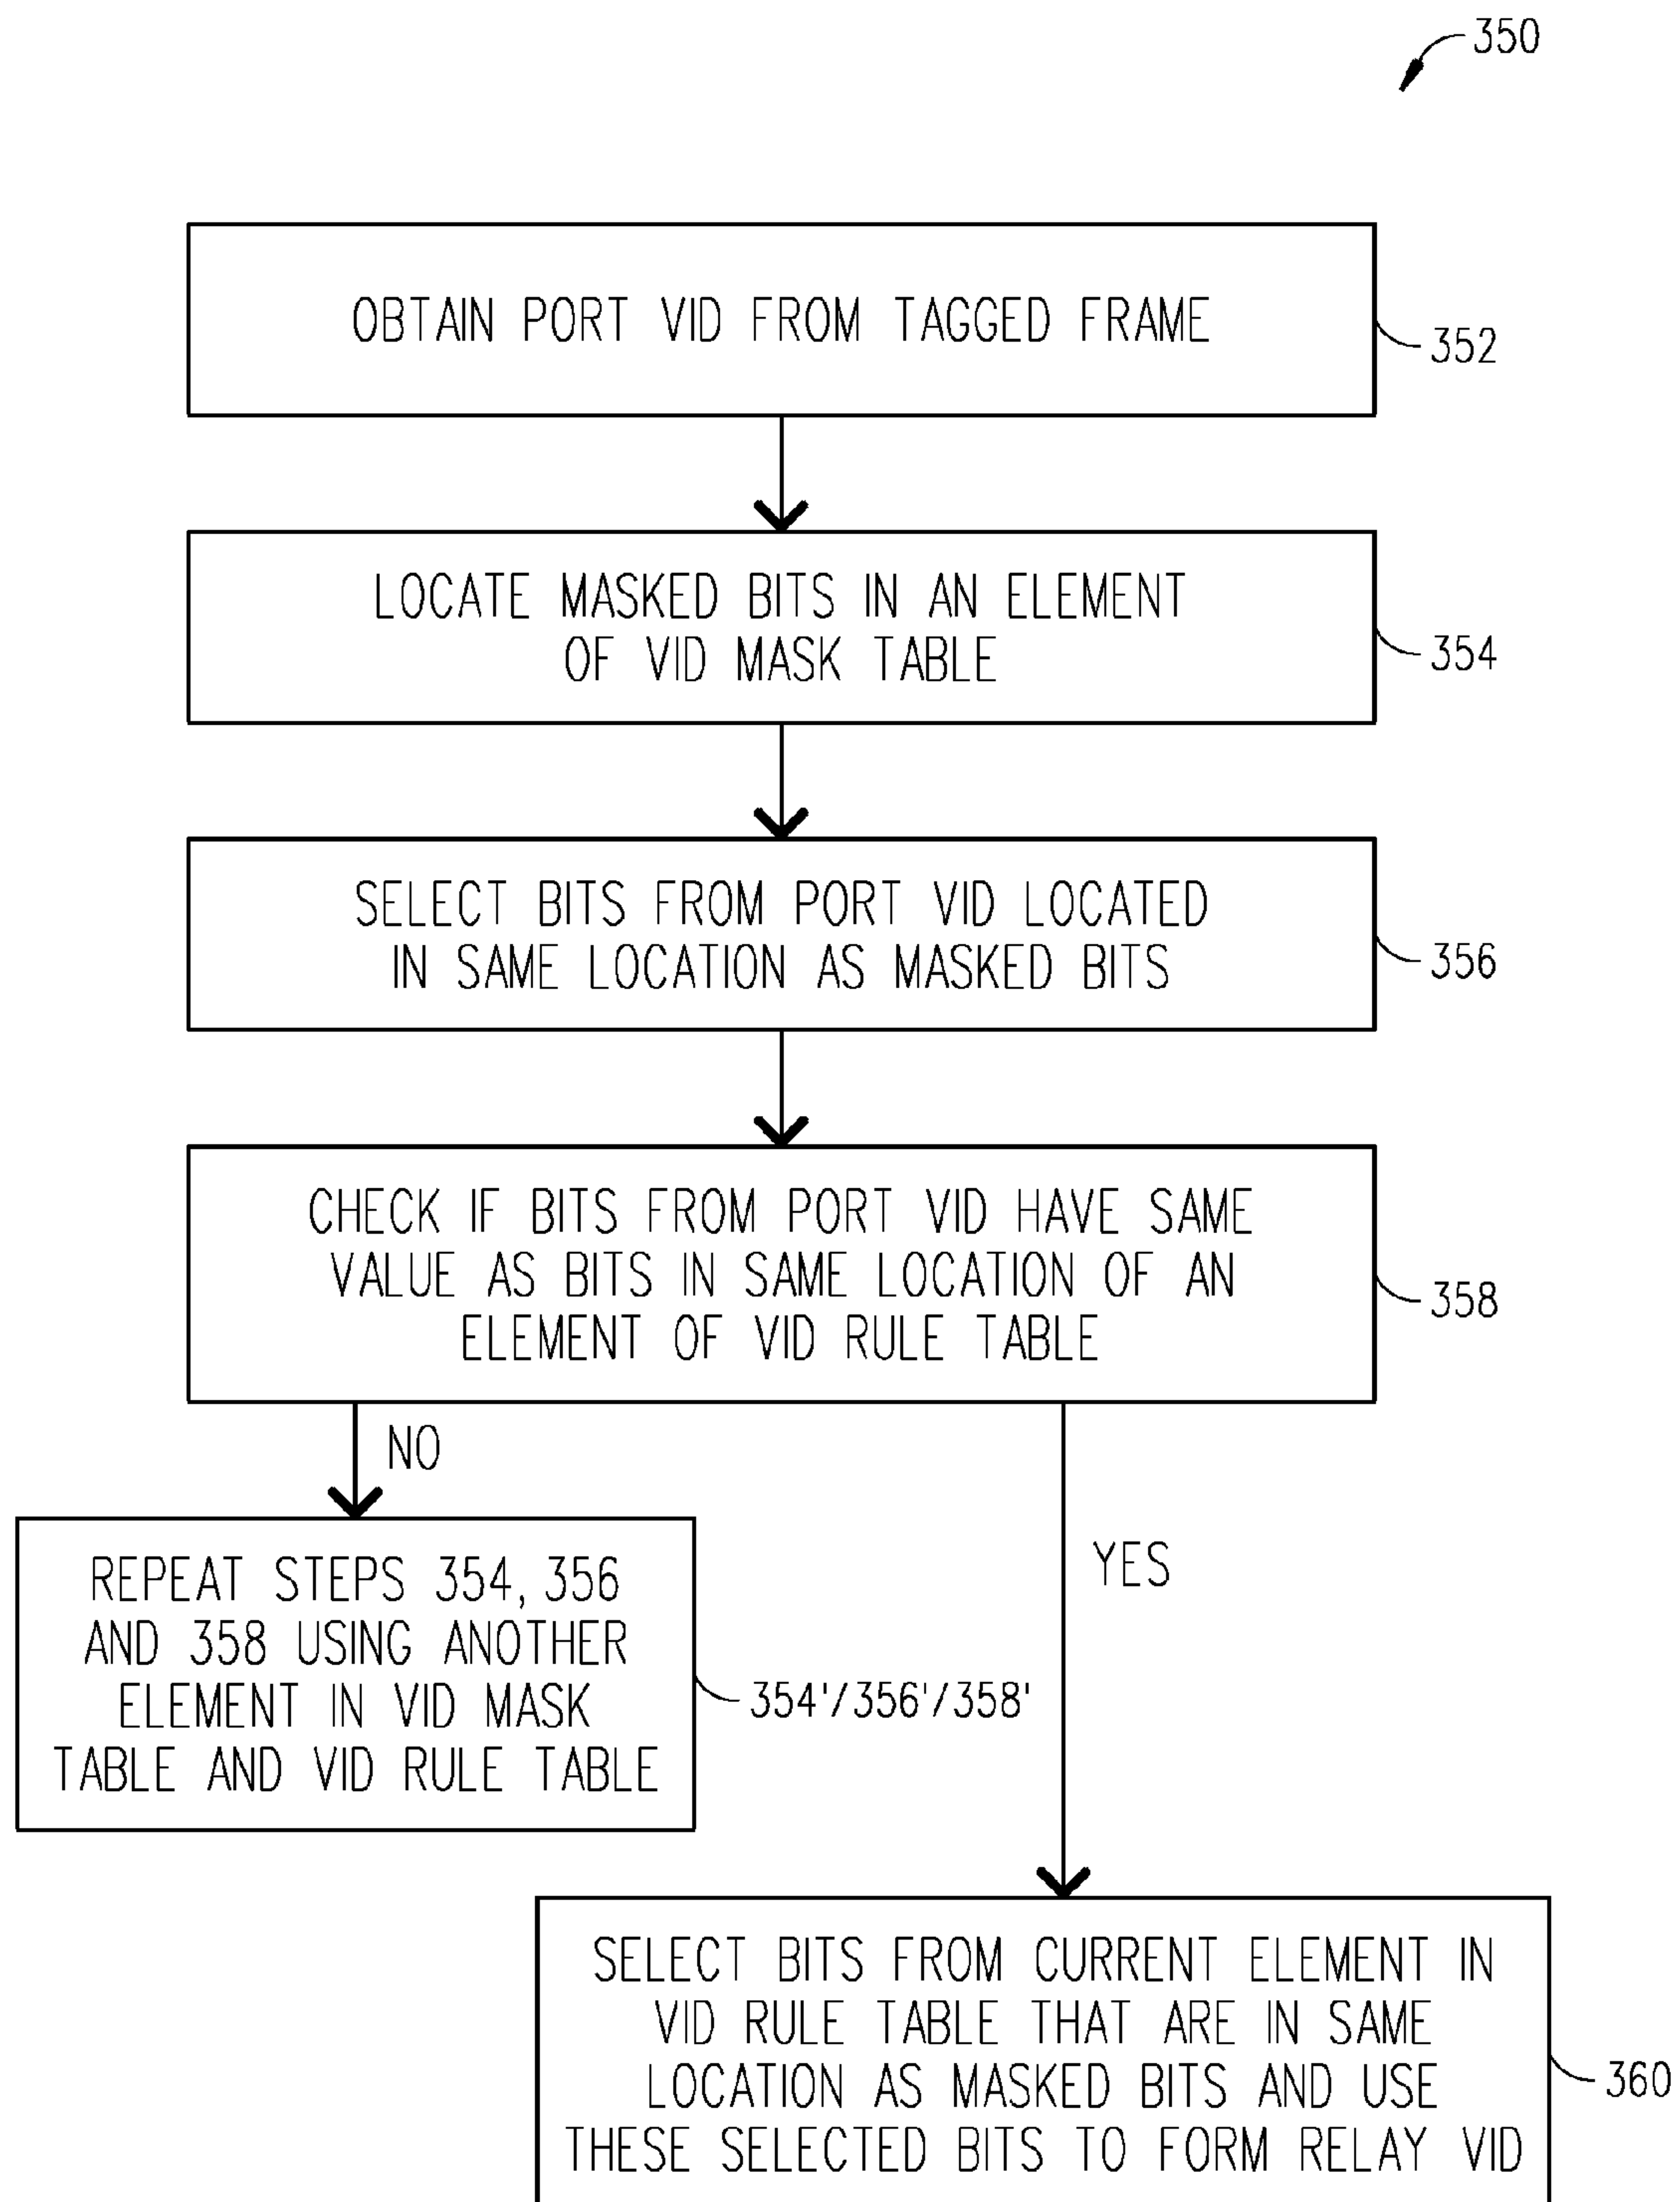 350
OBTAIN PORT VID FROM TAGGED FRAME
352
LOCATE MASKED BITS IN AN ELEMENT
OF VID MASK TABLE
354
SELECT BITS FROM PORT VID LOCATED
IN SAME LOCATION AS MASKED BITS
356
CHECK IF BITS FROM PORT VID HAVE SAME
VALUE AS BITS IN SAME LOCATION OF AN
ELEMENT OF VID RULE TABLE
358
NO
YES
REPEAT STEPS 354, 356
AND 358 USING ANOTHER
ELEMENT IN VID MASK
TABLE AND VID RULE TABLE
354'/356'/358'
SELECT BITS FROM CURRENT ELEMENT IN
VID RULE TABLE THAT ARE IN SAME
LOCATION AS MASKED BITS AND USE
THESE SELECTED BITS TO FORM RELAY VID
360